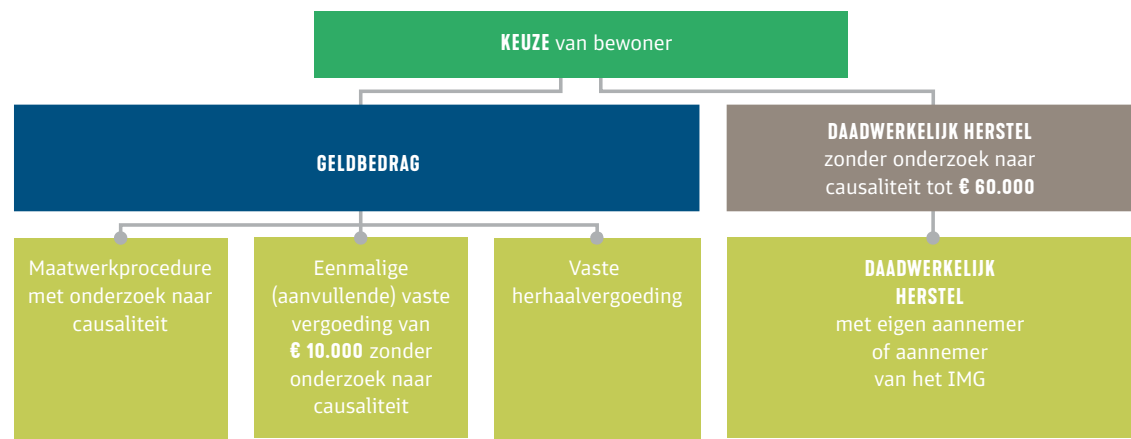 KEUZE van bewoner
GELDBEDRAG
DAADWERKELIJK HERSTEL
zonder onderzoek naar
causaliteit tot € 60.000
Maatwerkprocedure
met onderzoek naar
causaliteit
Eenmalige
(aanvullende) vaste
vergoeding van
€ 10.000 zonder
onderzoek naar
causaliteit
Vaste
herhaalvergoeding
DAADWERKELIJK
HERSTEL
met eigen aannemer
of aannemer
van het IMG